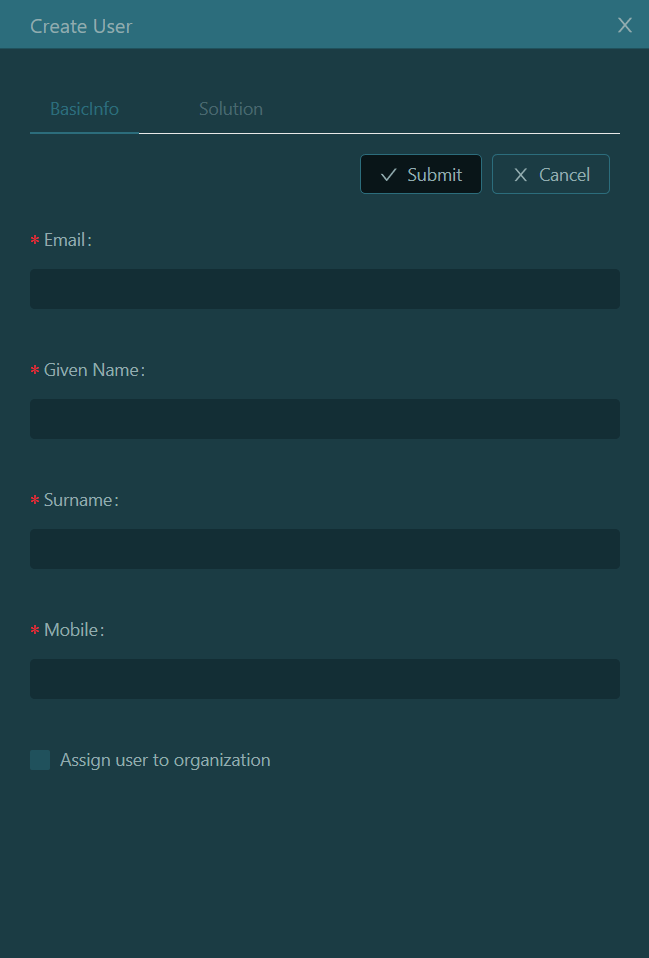 Create User
BasicInfo Solution
Submit Cancel
* Email:
* Given Name:
* Surname:
* Mobile:
Assign user to organization